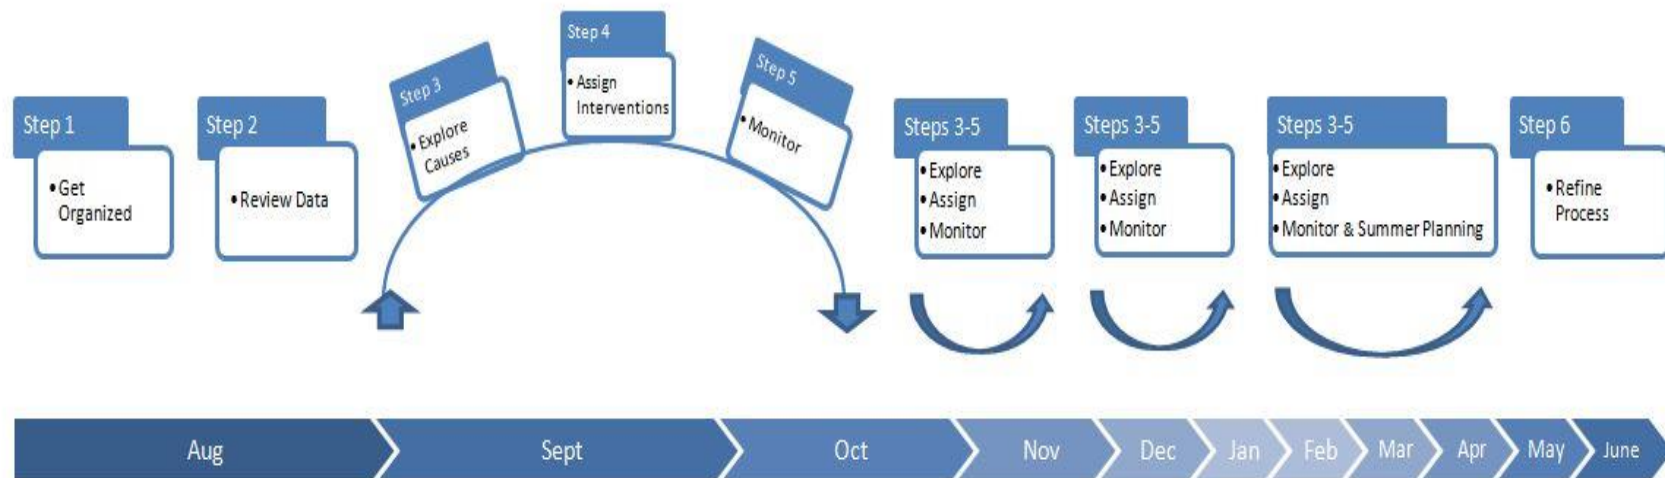 Step 1
• Get
Organized
Step 2
• Review Data
Step 3
• Explore
Causes
Step 4
• Assign
Interventions
Step 5
• Monitor
Steps 3-5
• Explore
• Assign
• Monitor
Steps 3-5
• Explore
• Assign
• Monitor
Steps 3-5
• Explore
• Assign
• Monitor & Summer Planning
Step 6
• Refine
Process
Aug
Sept
Oct
Nov
Dec
Jan
Feb
Mar
Apr
May
June